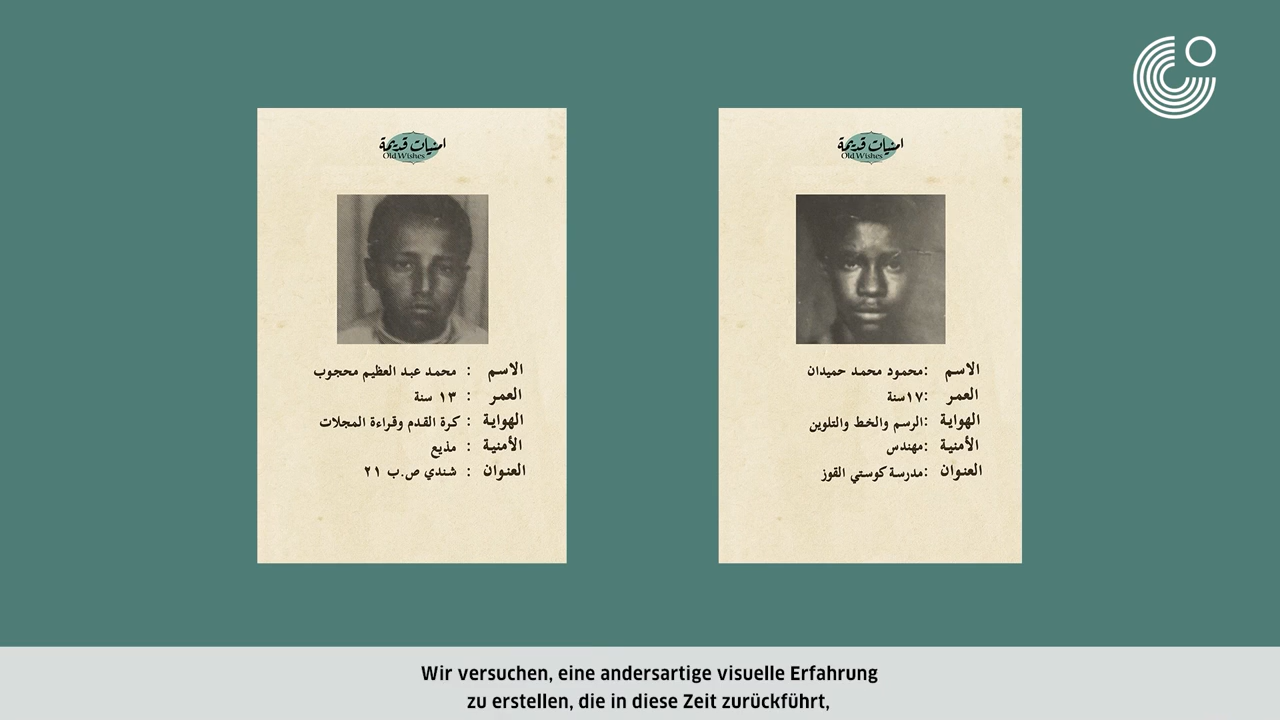 امنيات قديمة
Old Wishes
الاسم : محمد عبد العظيم محجوب
العمر : ١٣ سنة
الهواية : كرة القدم وقراءة المجلات
الأمنية : مذيع
العنوان : شندي ص.ب ٢١
امنيات قديمة
Old Wishes
الاسم :محمود محمد حميدان
العمر :١٧سنة
الهواية :الرسم والخط والتلوين
الأمنية :مهندس
العنوان :مدرسة كوستي القوز
Wir versuchen, eine andersartige visuelle Erfahrung
zu erstellen, die in diese Zeit zurückführt,